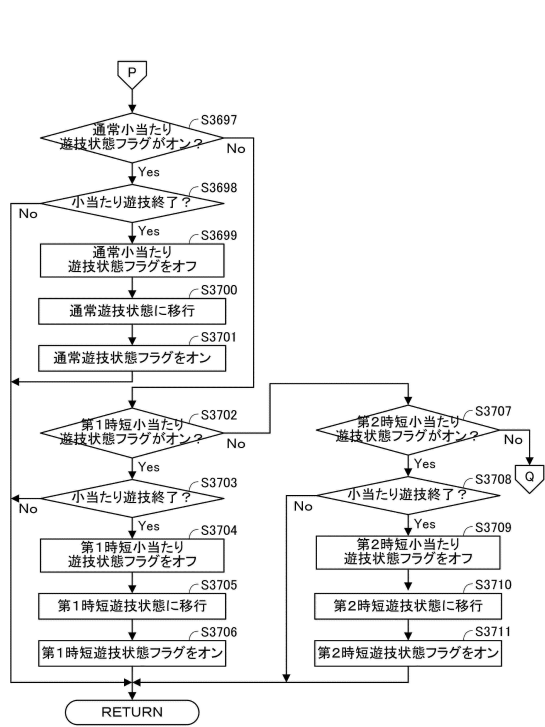 P
S3697
通常小当たり
遊技状態フラグがオン？
No
Yes
S3698
小当たり遊技終了？
No
Yes
S3699
通常小当たり
遊技状態フラグをオフ
S3700
通常遊技状態に移行
S3701
通常遊技状態フラグをオン
S3702
第1時短小当たり
遊技状態フラグがオン？
No
Yes
S3703
小当たり遊技終了？
No
Yes
S3704
第1時短小当たり
遊技状態フラグをオフ
S3705
第1時短遊技状態に移行
S3706
第1時短遊技状態フラグをオン
S3707
第2時短小当たり
遊技状態フラグがオン？
No
Q
Yes
S3708
小当たり遊技終了？
No
Yes
S3709
第2時短小当たり
遊技状態フラグをオフ
S3710
第2時短遊技状態に移行
S3711
第2時短遊技状態フラグをオン
RETURN